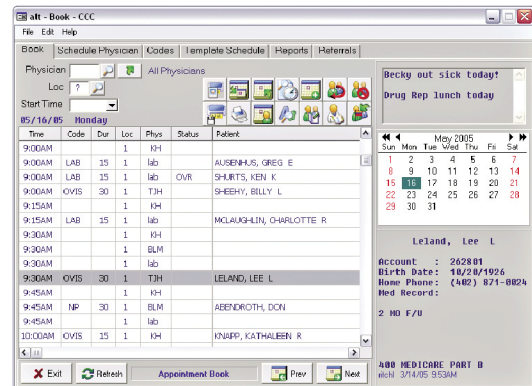 alt - Book - CCC
File Edit Help
Book Schedule Physician Codes Template Schedule Reports Referrals
Physician All Physicians
Loc ?
Start Time
05/16/05 Monday
Time Code Dur Loc Phys Status Patient
9:00AM 1 KH
9:00AM LAB 15 1 lab AUSENHUS, GREG E
9:00AM LAB 15 1 lab OVR SHURTS, KEN K
9:00AM OVIS 30 1 TJH SHEEHY, BILLY L
9:15AM 1 KH
9:15AM LAB 15 1 lab MCLAUGHLIN, CHARLOTTE R
9:30AM 1 KH
9:30AM 1 BLM
9:30AM 1 lab
9:30AM OVIS 30 1 TJH LELAND, LEE L
9:45AM 1 KH
9:45AM NP 30 1 BLM ABENDROTH, DON
9:45AM 1 lab
10:00AM OVIS 15 1 KH KNAPP, KATHALEEN R
Exit Refresh Appointment Book Prev Next
Becky out sick today!
Drug Rep lunch today
May 2005
Sun Mon Tue Wed Thu Fri Sat
1 2 3 4 5 6 7
8 9 10 11 12 13 14
15 16 17 18 19 20 21
22 23 24 25 26 27 28
29 30 31
Leland, Lee L
Account : 262801
Birth Date: 10/20/1926
Home Phone: (402) 871-0024
Med Record:
2 MO F/U
400 MEDICARE PART B
3/14/05 9:53AM